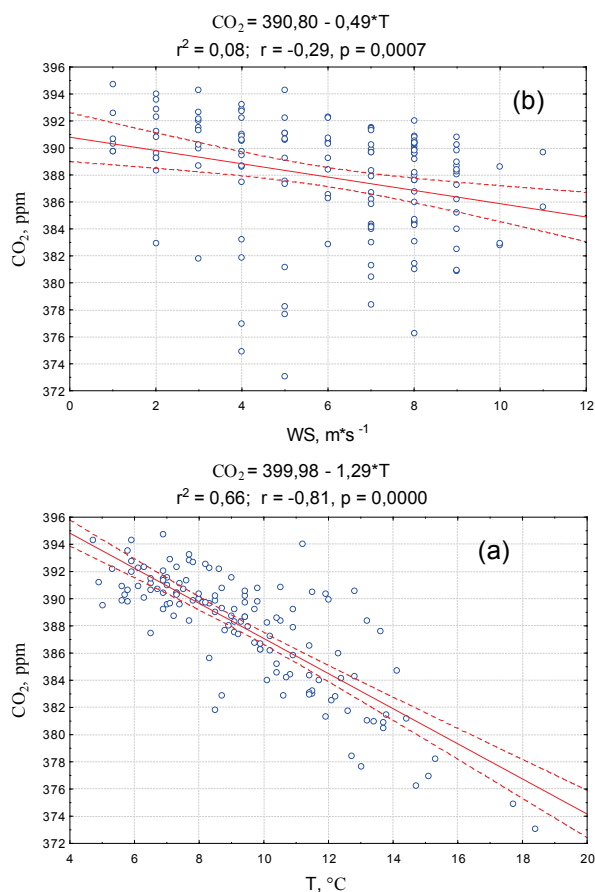 CO₂ = 390,80 - 0,49*T
r² = 0,08;  r = -0,29, p = 0,0007
396
394
392
390
388
386
384
382
380
378
376
374
372
CO₂, ppm
(b)
0 2 4 6 8 10 12
WS, m*s⁻¹
CO₂ = 399,98 - 1,29*T
r² = 0,66;  r = -0,81, p = 0,0000
396
394
392
390
388
386
384
382
380
378
376
374
372
CO₂, ppm
(a)
4 6 8 10 12 14 16 18 20
T, °C